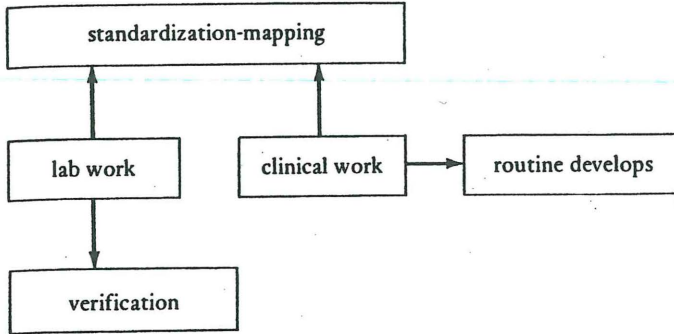 standardization-mapping
lab work
clinical work
routine develops
verification